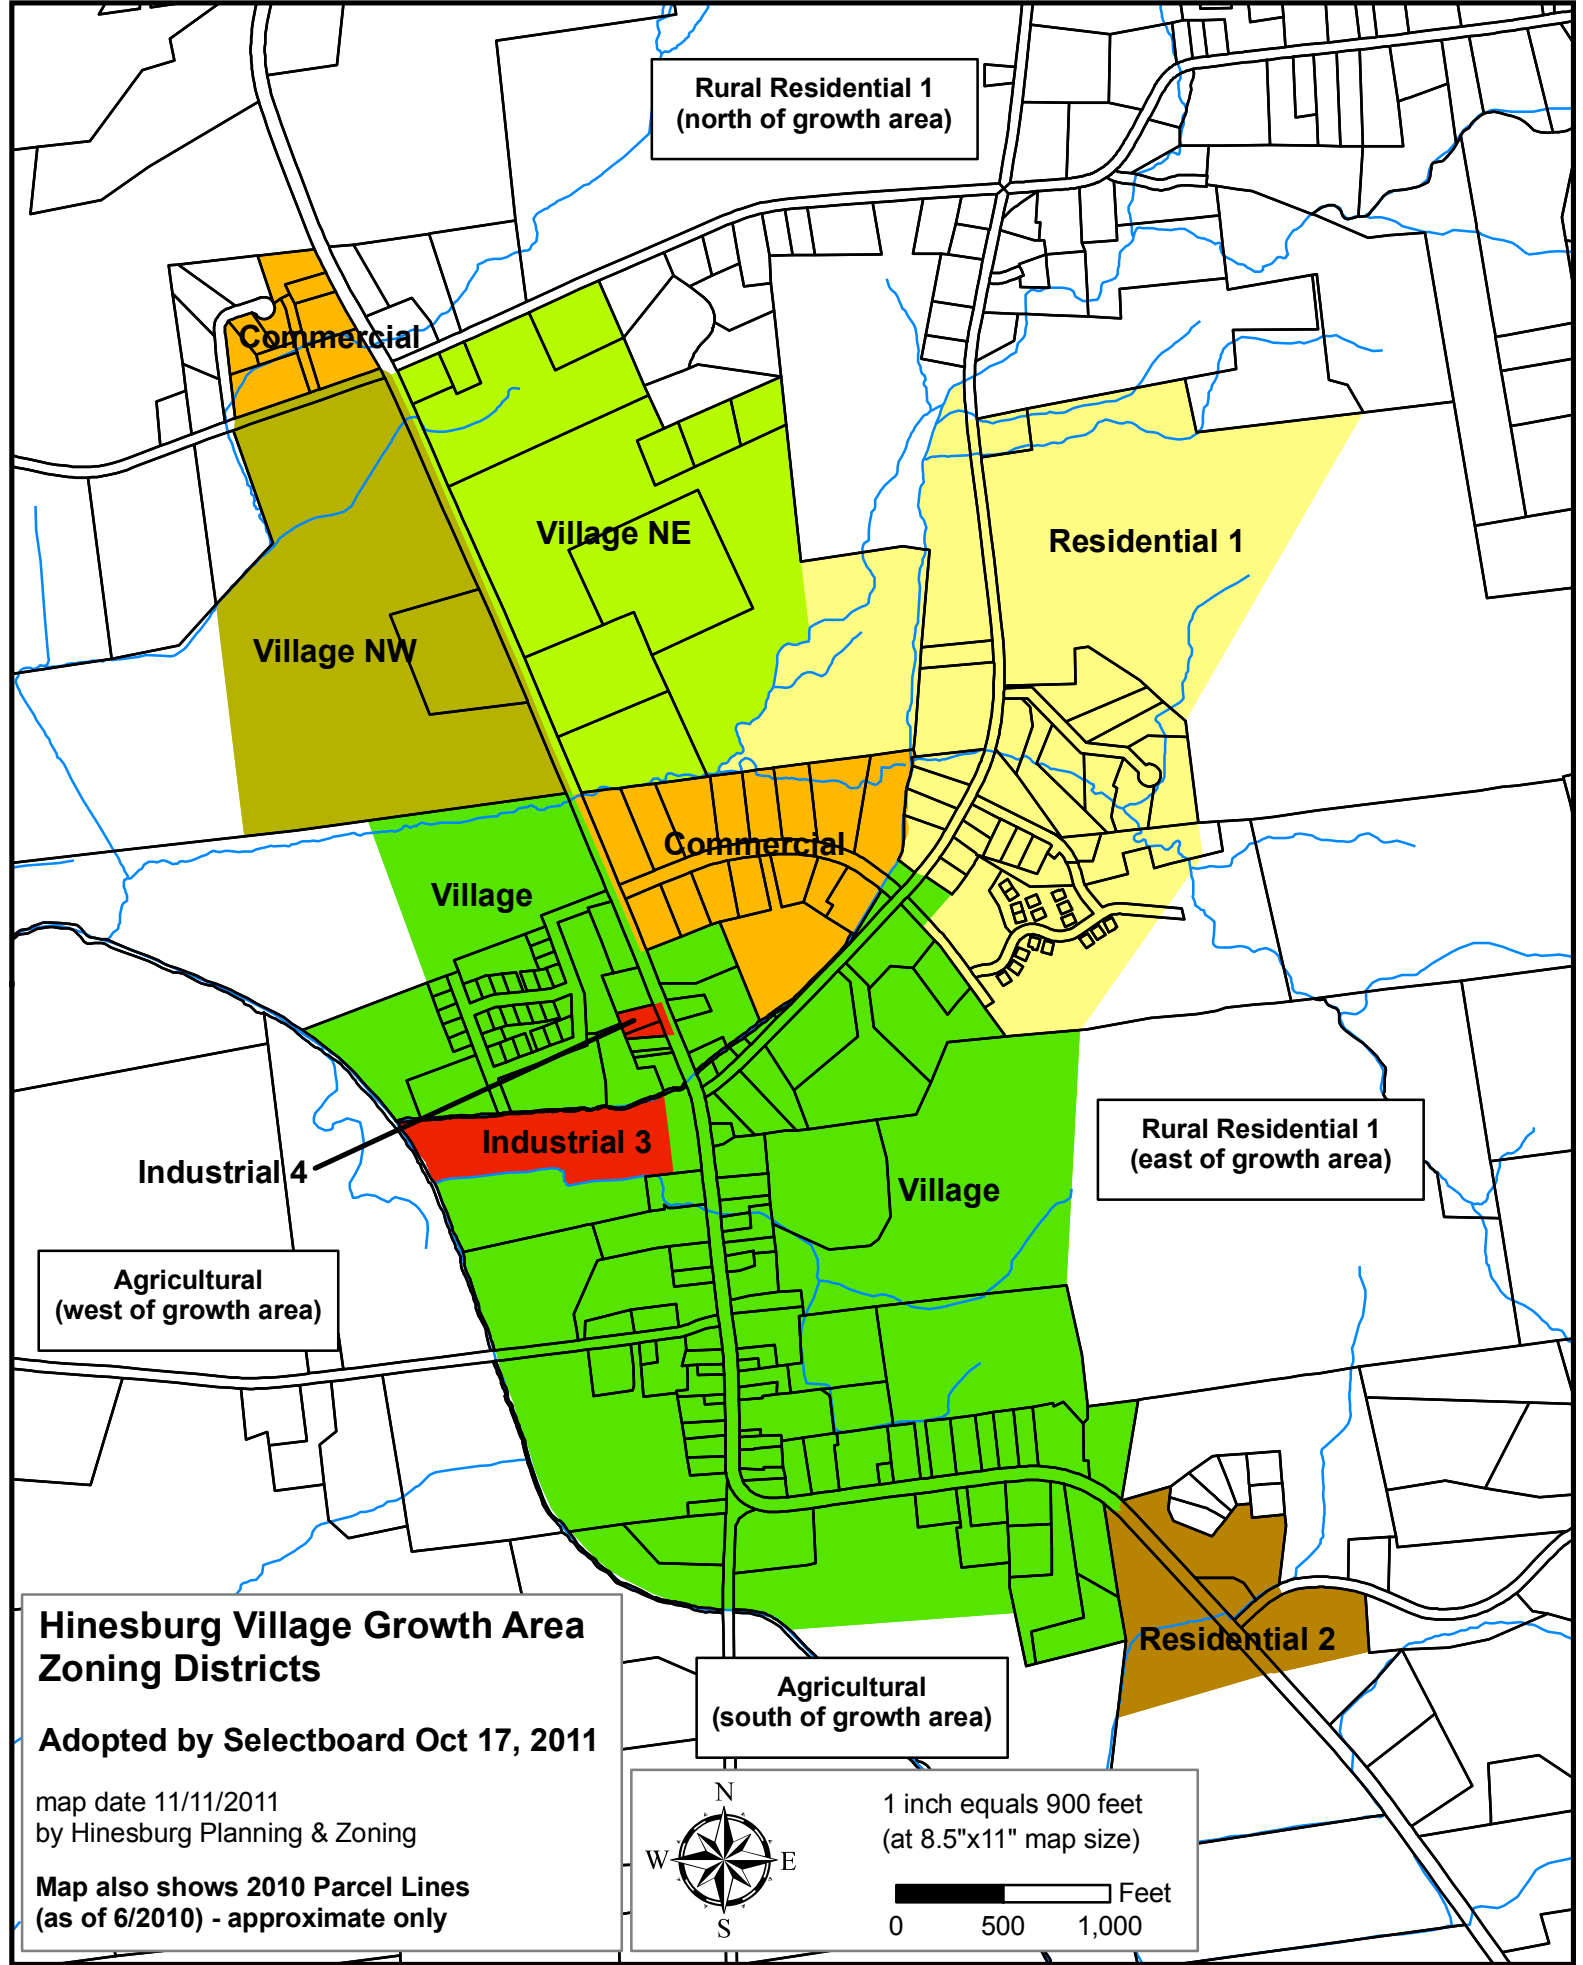 Rural Residential 1
(north of growth area)
Commercial
Village NE
Residential 1
Village NW
Commercial
Village
Industrial 3
Industrial 4
Rural Residential 1
(east of growth area)
Village
Agricultural
(west of growth area)
Residential 2
Agricultural
(south of growth area)
Hinesburg Village Growth Area
Zoning Districts
Adopted by Selectboard Oct 17, 2011
map date 11/11/2011
by Hinesburg Planning & Zoning
Map also shows 2010 Parcel Lines
(as of 6/2010) - approximate only
N
W E
S
1 inch equals 900 feet
(at 8.5"x11" map size)
Feet
0 500 1,000